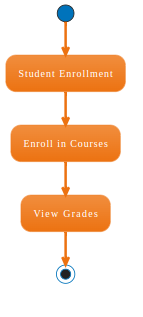 Student Enrollment
Enroll in Courses
View Grades